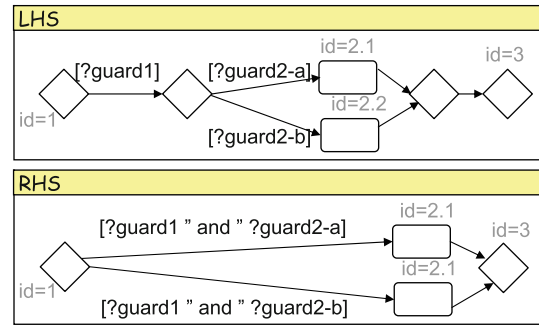 LHS
id=2.1
id=3
[?guard1]
[?guard2-a]
id=2.2
id=1
[?guard2-b]
RHS
id=2.1
[?guard1 ” and ” ?guard2-a]
id=3
id=2.1
id=1
[?guard1 ” and ” ?guard2-b]